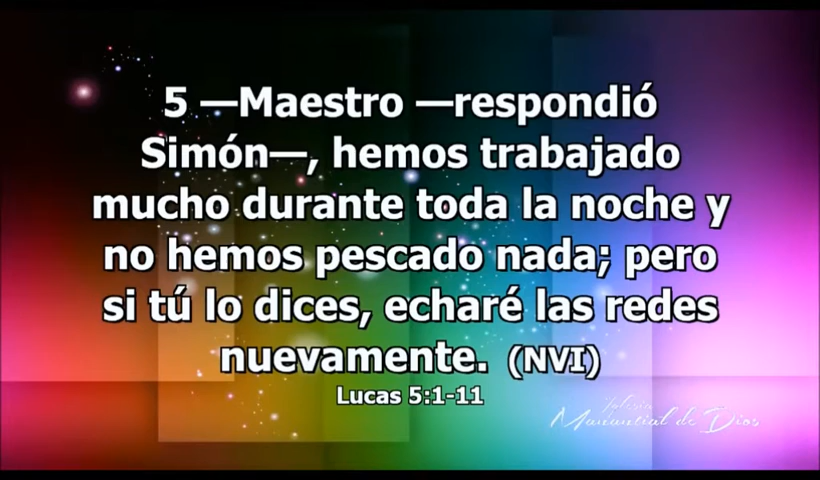 5 —Maestro —respondió
Simón—, hemos trabajado
mucho durante toda la noche y
no hemos pescado nada; pero
si tú lo dices, echaré las redes
nuevamente. (NVI)
Lucas 5:1-11
Iglesia
Manantial de Dios